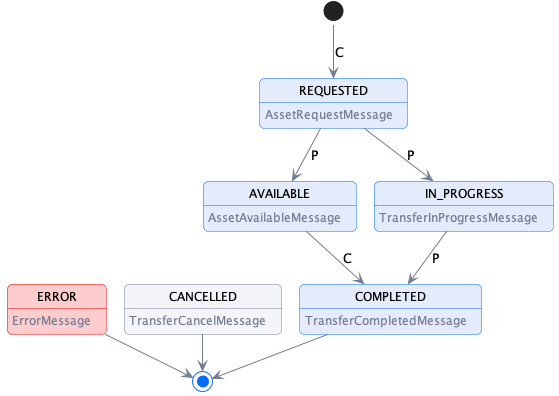 C
REQUESTED
AssetRequestMessage
P
P
AVAILABLE
AssetAvailableMessage
IN_PROGRESS
TransferInProgressMessage
C
P
ERROR
ErrorMessage
CANCELLED
TransferCancelMessage
COMPLETED
TransferCompletedMessage